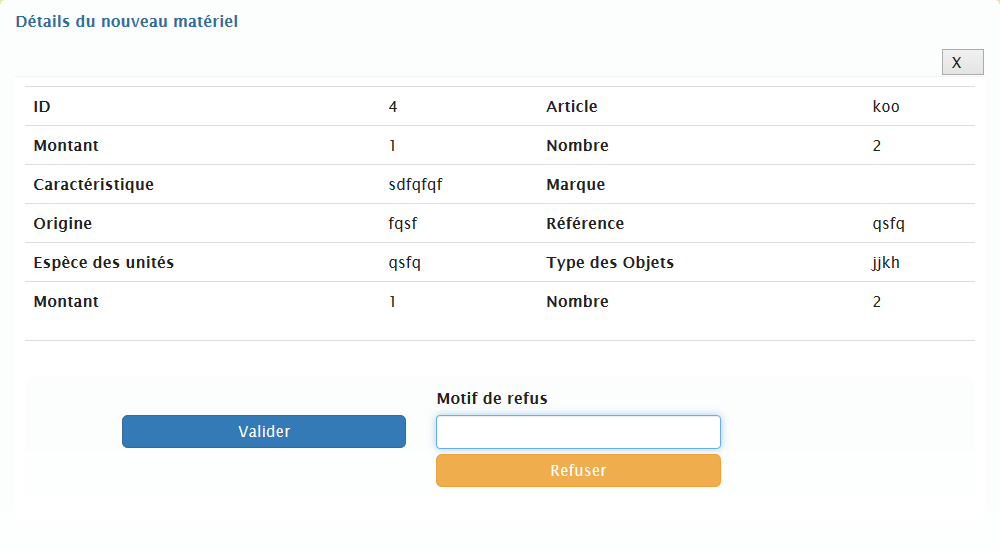 Détails du nouveau matériel
X
ID 4 Article koo
Montant 1 Nombre 2
Caractéristique sdfqfqf Marque
Origine fqsf Référence qsfq
Espèce des unités qsfq Type des Objets jjkh
Montant 1 Nombre 2
Motif de refus
Valider
Refuser